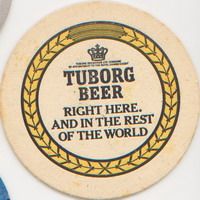 TUBORG
BEER
RIGHT HERE.
AND IN THE REST
OF THE WORLD